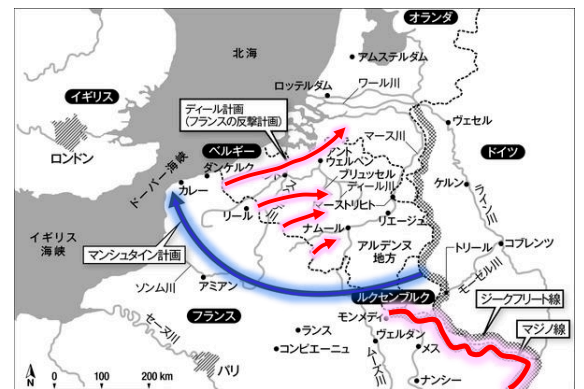 オランダ
北海
アムステルダム
イギリス
ロッテルダム
ワール川
ディール計画
(フランスの反撃計画)
マース川
ヴェセル
ロンドン
ベルギー
ドイツ
ドーバー海峡
ダンケルク
ヴェルペン
ブリュッセル
ディール川
カレー
ケルン
ライン川
ーストリヒト
リール
リエージュ
ナムール
イギリス
海峡
マンシュタイン計画
アルデンヌ
地方
トリール
コブレンツ
モーゼル川
ソンム川
アミアン
ルクセンブルク
ジークフリート線
フランス
モンメディ
マジノ線
セーヌ川
ランス
ヴェルダン
コンピエーニュ
メス
パリ
ムーズ川
ナンシー
N
0 100 200 km